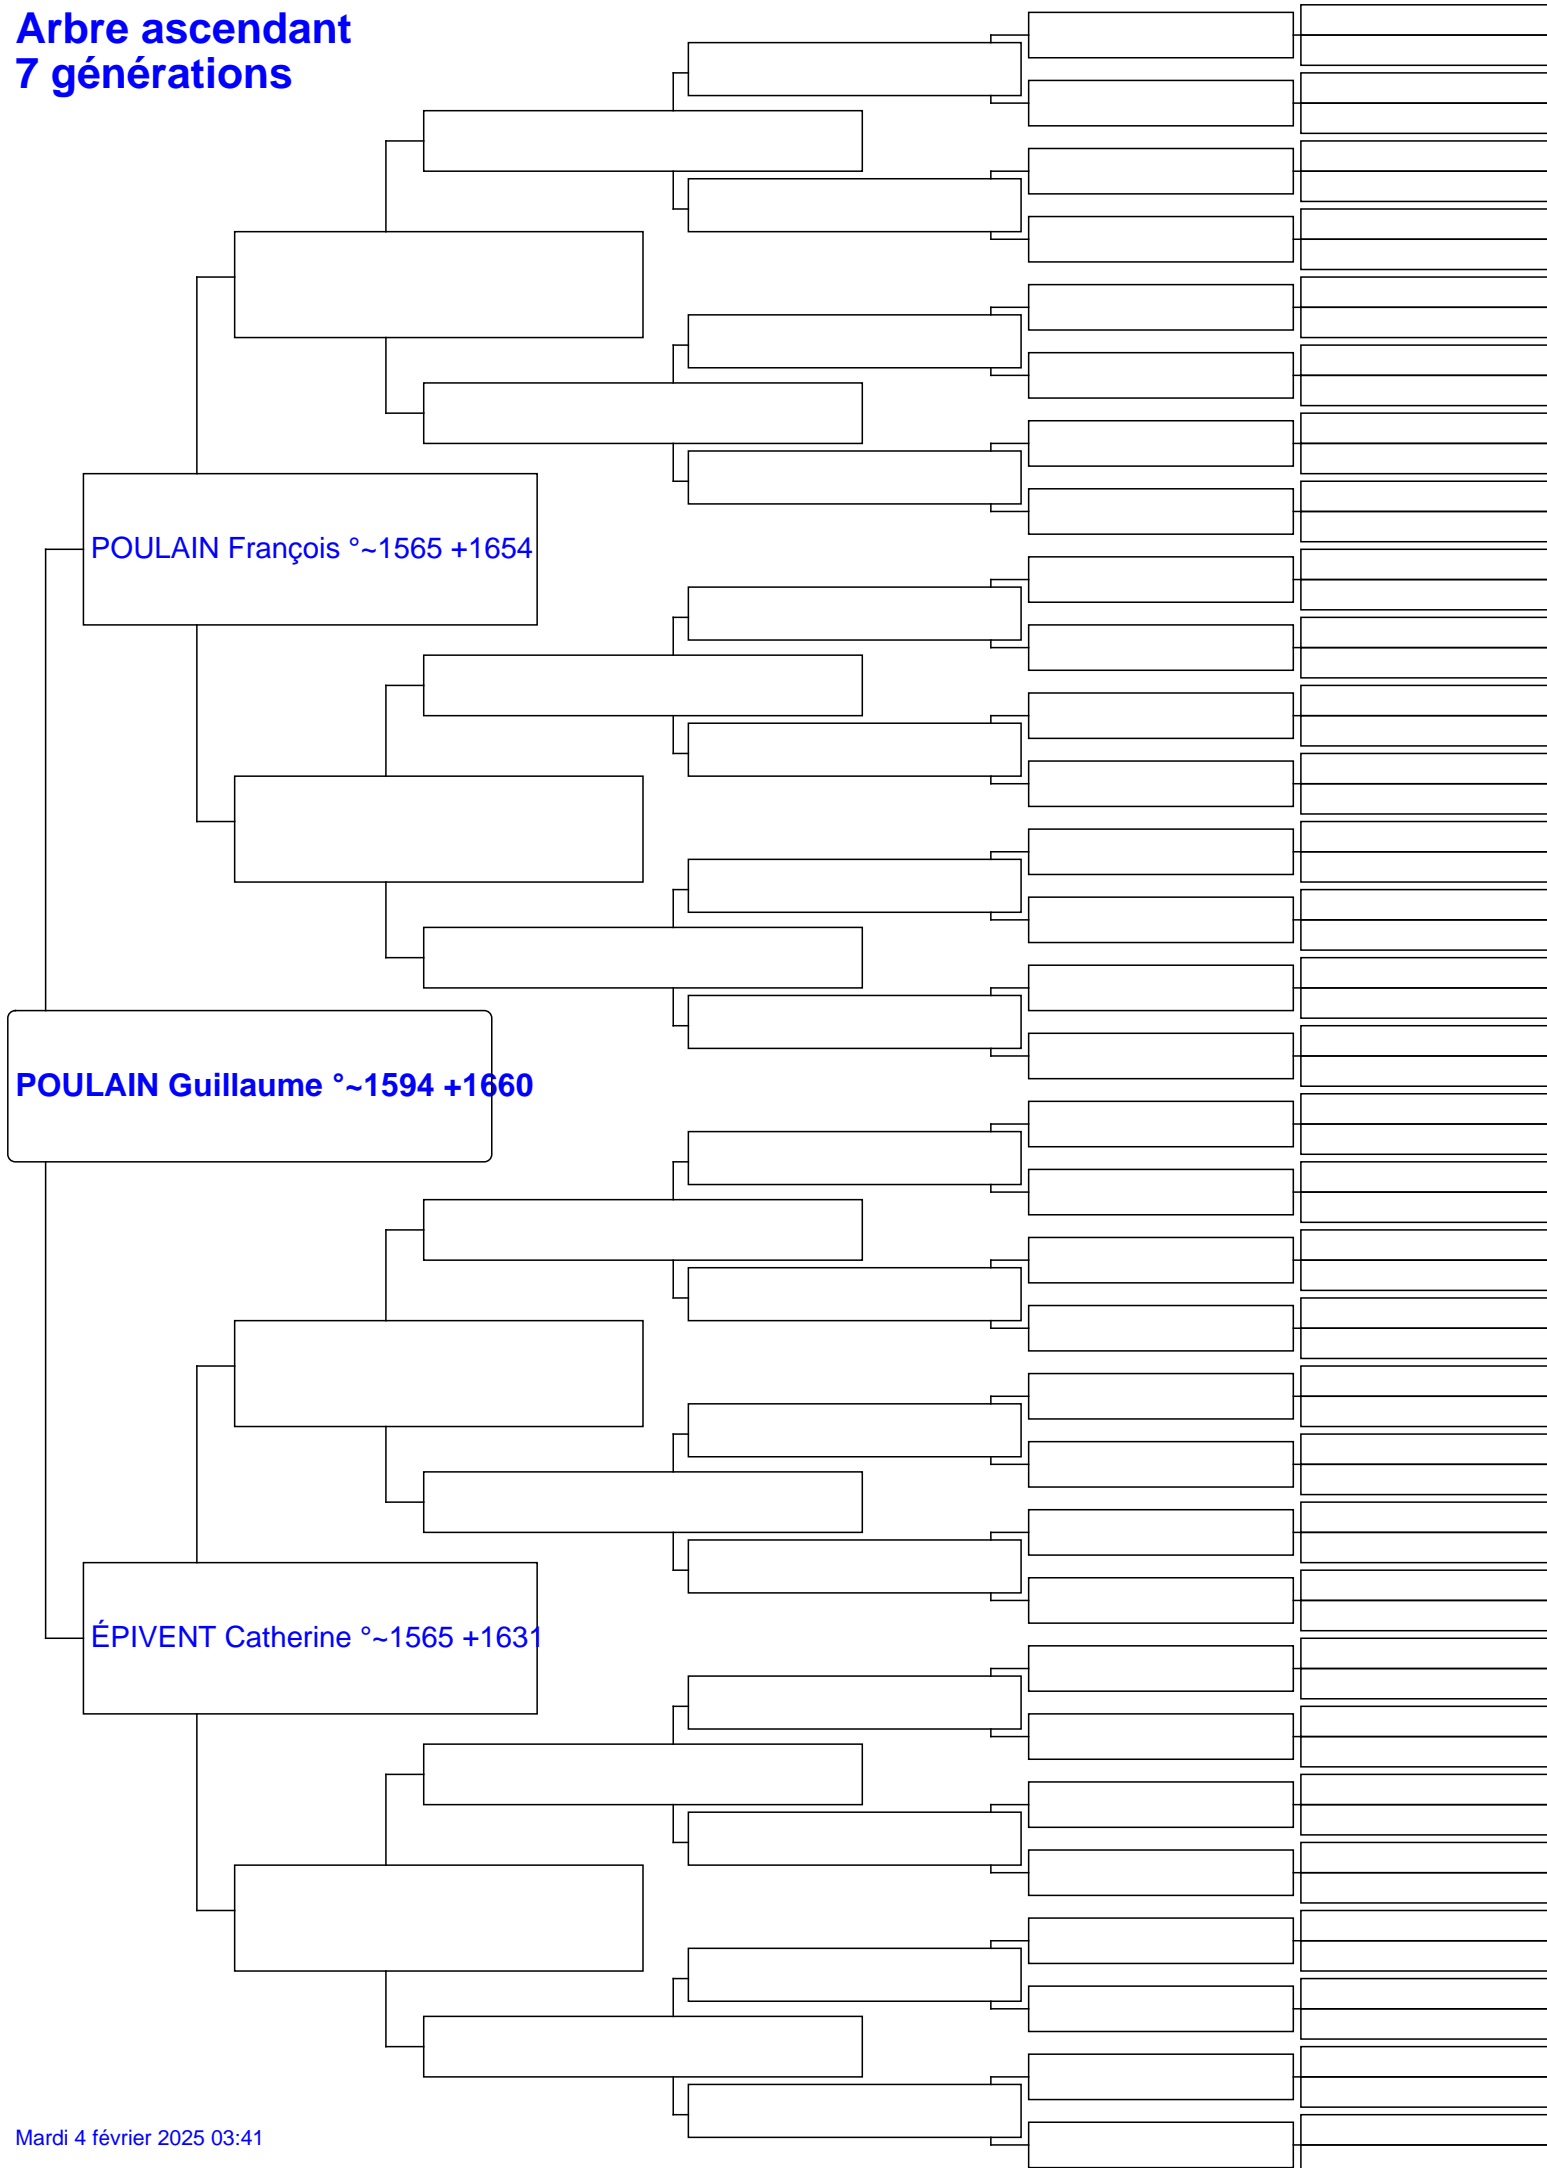 Arbre ascendant
7 générations
POULAIN François °~1565 +1654
POULAIN Guillaume °~1594 +1660
ÉPIVENT Catherine °~1565 +1631
Mardi 4 février 2025 03:41